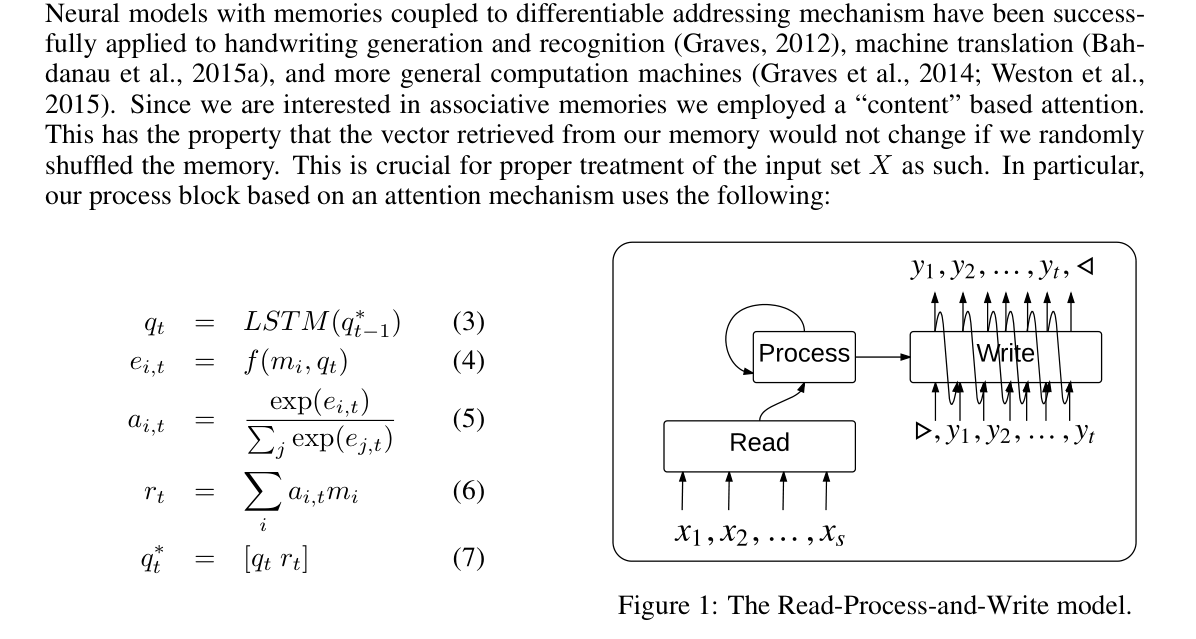 Neural models with memories coupled to differentiable addressing mechanism have been success-
fully applied to handwriting generation and recognition (Graves, 2012), machine translation (Bah-
danau et al., 2015a), and more general computation machines (Graves et al., 2014; Weston et al.,
2015). Since we are interested in associative memories we employed a “content” based attention.
This has the property that the vector retrieved from our memory would not change if we randomly
shuffled the memory. This is crucial for proper treatment of the input set X as such. In particular,
our process block based on an attention mechanism uses the following:
q_t = LSTM(q*_{t−1}) (3)
e_{i,t} = f(m_i, q_t) (4)
a_{i,t} = exp(e_{i,t}) / ∑_j exp(e_{j,t}) (5)
r_t = ∑_i a_{i,t} m_i (6)
q*_t = [q_t r_t] (7)
y_1, y_2, ..., y_t, ◁
Process
Write
Read
▷, y_1, y_2, ..., y_t
x_1, x_2, ..., x_s
Figure 1: The Read-Process-and-Write model.